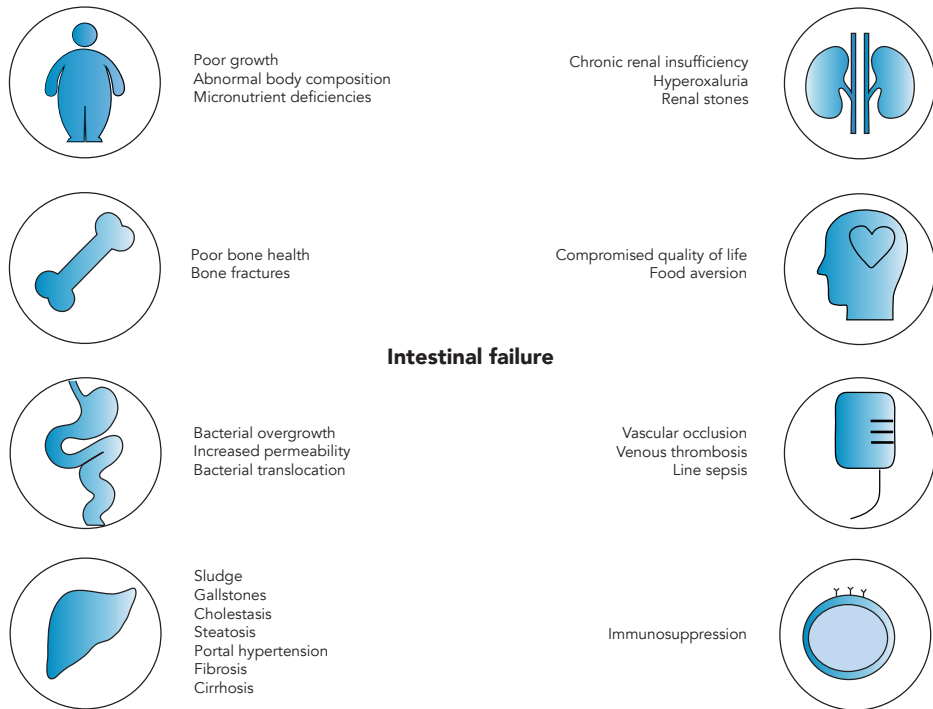 Poor growth
Abnormal body composition
Micronutrient deficiencies
Chronic renal insufficiency
Hyperoxaluria
Renal stones
Poor bone health
Bone fractures
Compromised quality of life
Food aversion
Intestinal failure
Bacterial overgrowth
Increased permeability
Bacterial translocation
Vascular occlusion
Venous thrombosis
Line sepsis
Sludge
Gallstones
Cholestasis
Steatosis
Portal hypertension
Fibrosis
Cirrhosis
Immunosuppression